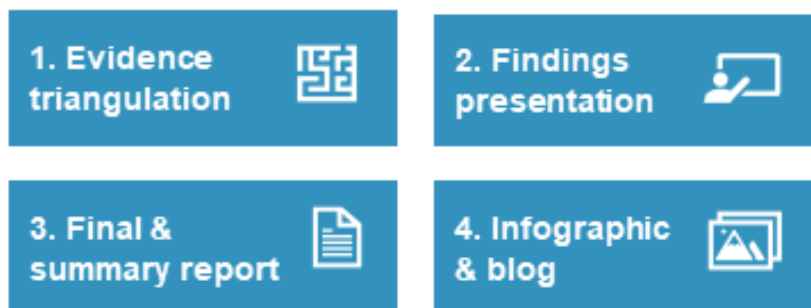 1. Evidence
triangulation
2. Findings
presentation
3. Final &
summary report
4. Infographic
& blog